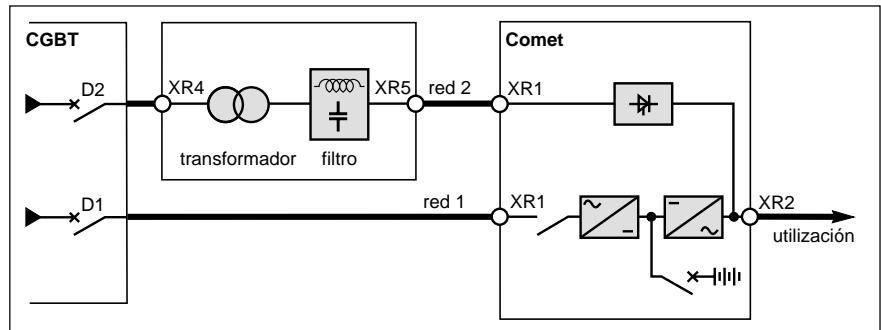 CGBT
Comet
D2
XR4
XR5
red 2
XR1
transformador
filtro
D1
red 1
XR1
XR2
utilización